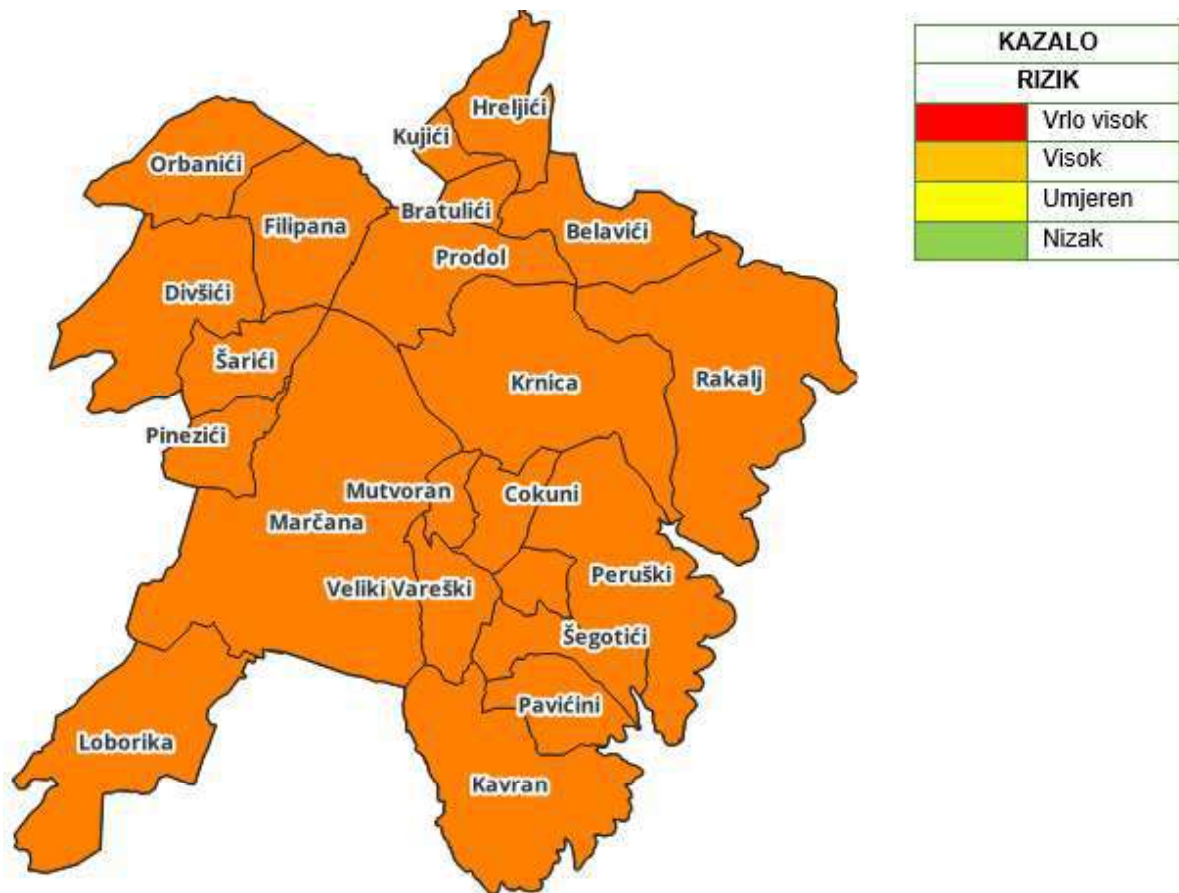 KAZALO
RIZIK
Vrlo visok
Visok
Umjeren
Nizak
Hreljići
Kujići
Orbanići
Bratulići
Filipana
Belavići
Prodol
Divšići
Šarići
Krnica
Rakalj
Pinezići
Mutvoran
Cokuni
Marčana
Peruški
Veliki Vareški
Šegotići
Pavićini
Loborika
Kavran